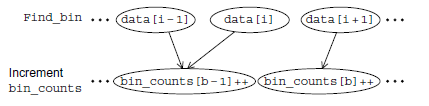 Find_bin ••• data[i-1] data[i] data[i+1] •••
Increment
bin_counts ••• bin_counts[b-1]++ bin_counts[b]++ •••